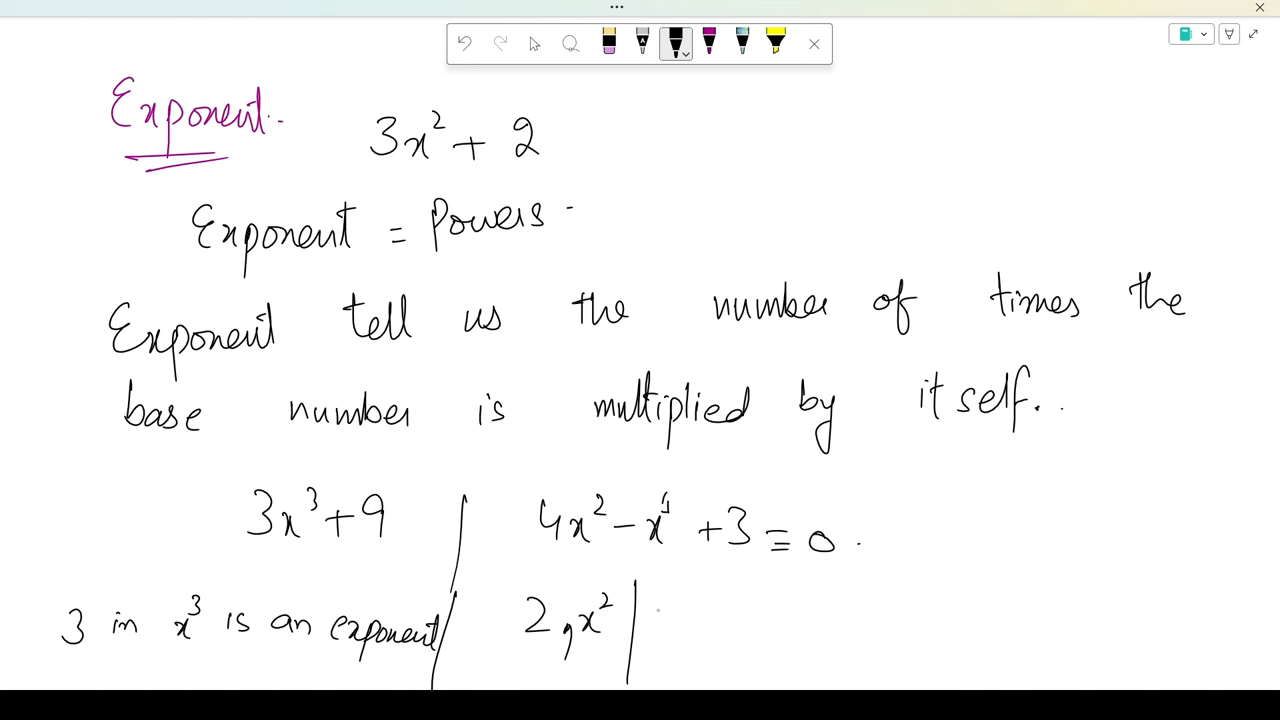 Exponent.
3x² + 2
Exponent = Powers.
Exponent tell us the number of times the
base number is multiplied by itself.
3x³ + 9 / 4x² - x¹ + 3 = 0.
3 in x³ is an exponent / 2, x² |